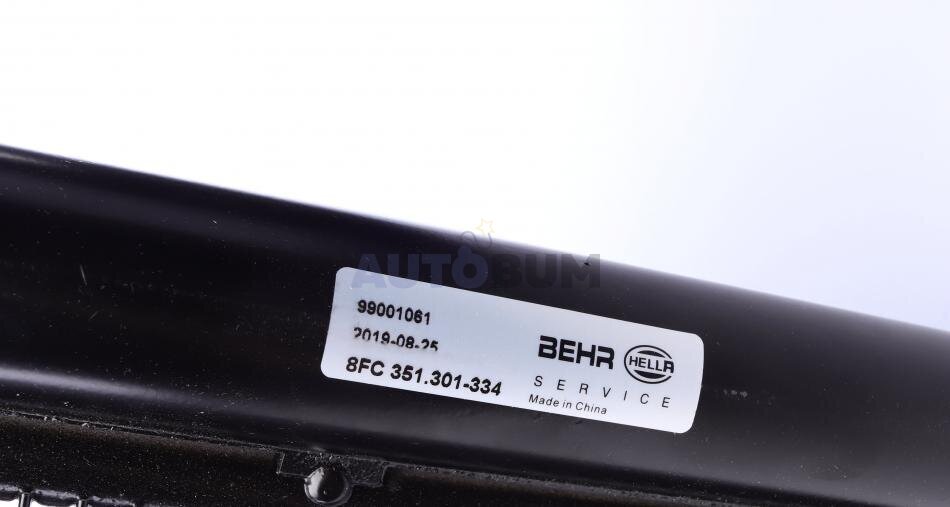 AUTOBUM
99001061
2019-08-25
8FC 351.301-334
BEHR HELLA
SERVICE
Made in China